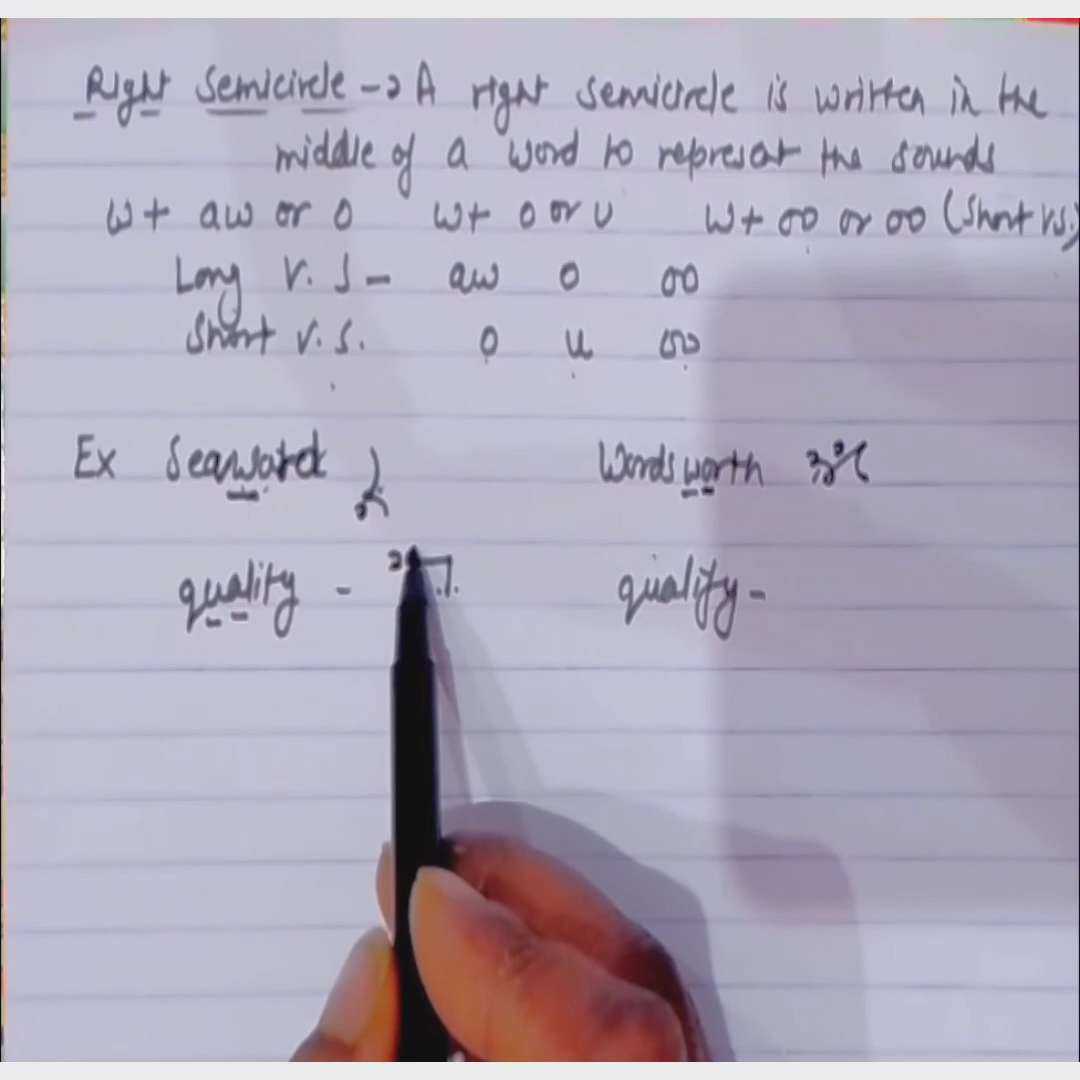 Right Semicircle → A right semicircle is written in the
middle of a word to represat the sounds
w + aw or o w + o or u w + oo or oo (Short v.s.)
Long V. S - aw o oo
Short v. s. o u oo
Ex Seaward Wordsworth
quality - qualify -